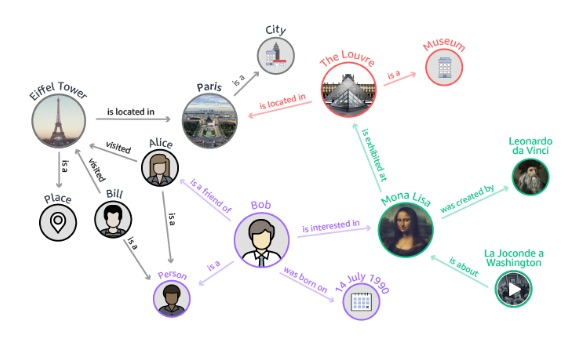 City
The Louvre
Museum
is a
is a
Eiffel Tower
Paris
is located in
is located in
Alice
visited
visited
is a
is exhibited at
Leonardo
da Vinci
Place
Bill
is a friend of
Bob
is interested in
Mona Lisa
was created by
is a
is a
La Joconde a
Washington
is about
Person
is a
was born on
14 July 1990